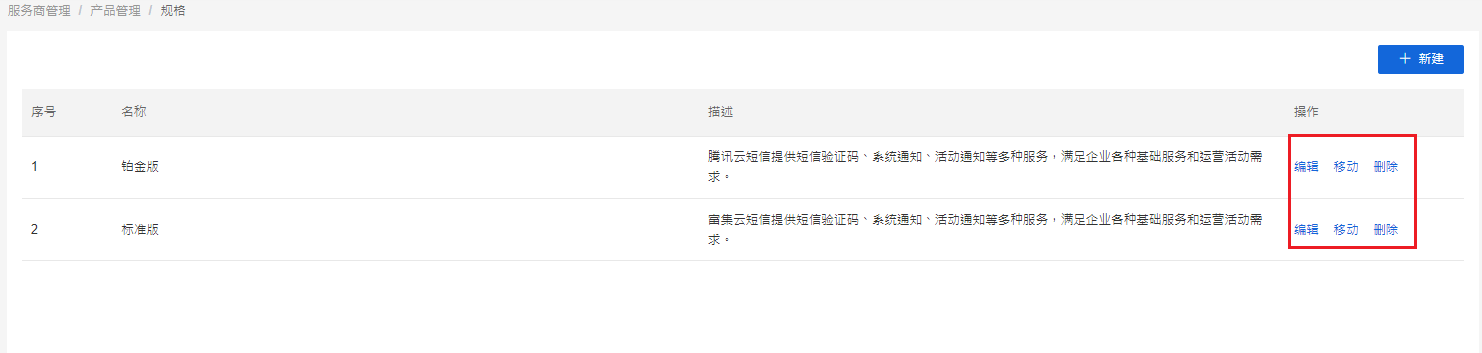 服务商管理 / 产品管理 / 规格
新建
序号 名称 描述 操作
1 铂金版 腾讯云短信提供短信验证码、系统通知、活动通知等多种服务，满足企业各种基础服务和运营活动需
求。 编辑 移动 删除
2 标准版 甯集云短信提供短信验证码、系统通知、活动通知等多种服务，满足企业各种基础服务和运营活动需
求。 编辑 移动 删除